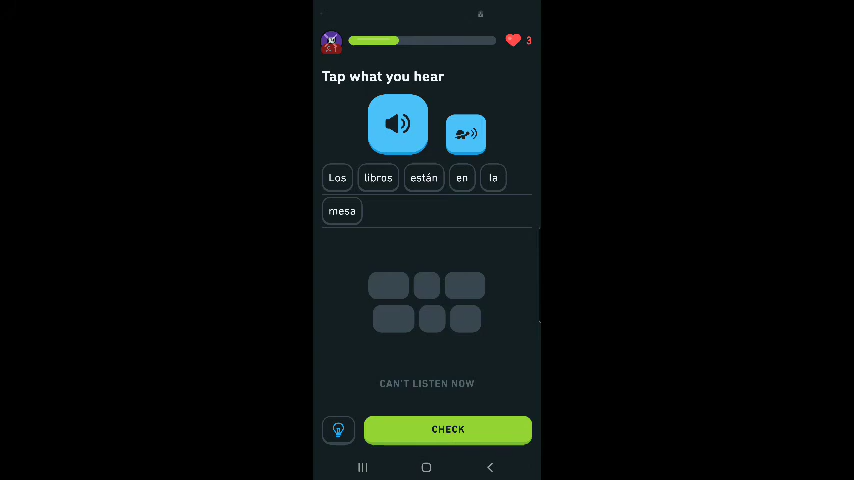 3
Tap what you hear
Los libros están en la
mesa
CAN'T LISTEN NOW
CHECK